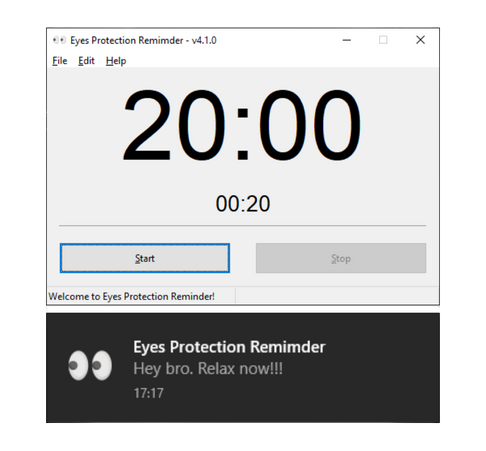 Eyes Protection Remimder - v4.1.0
File Edit Help
20:00
00:20
Start Stop
Welcome to Eyes Protection Reminder!
Eyes Protection Remimder
Hey bro. Relax now!!!
17:17